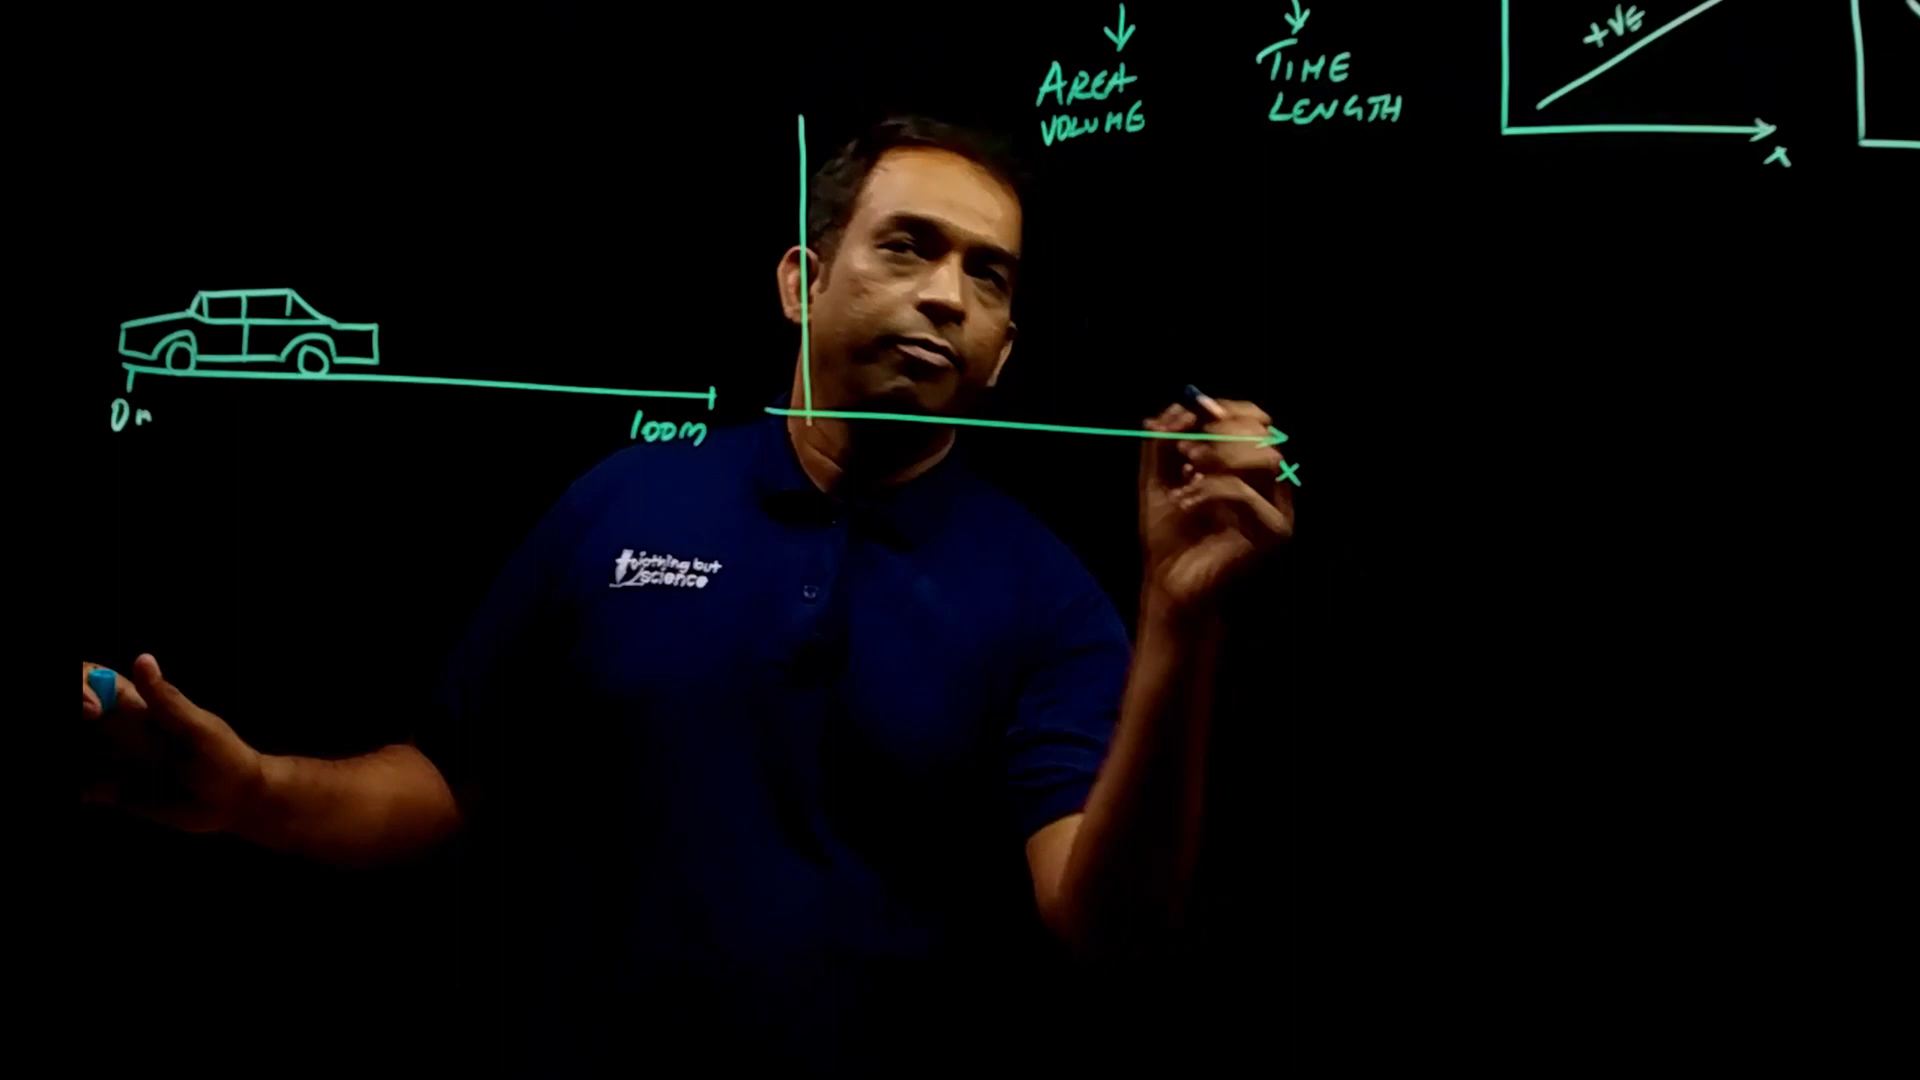 AREA
VOLUME
TIME
LENGTH
+VE
x
0m
100m
x
nothing but
science